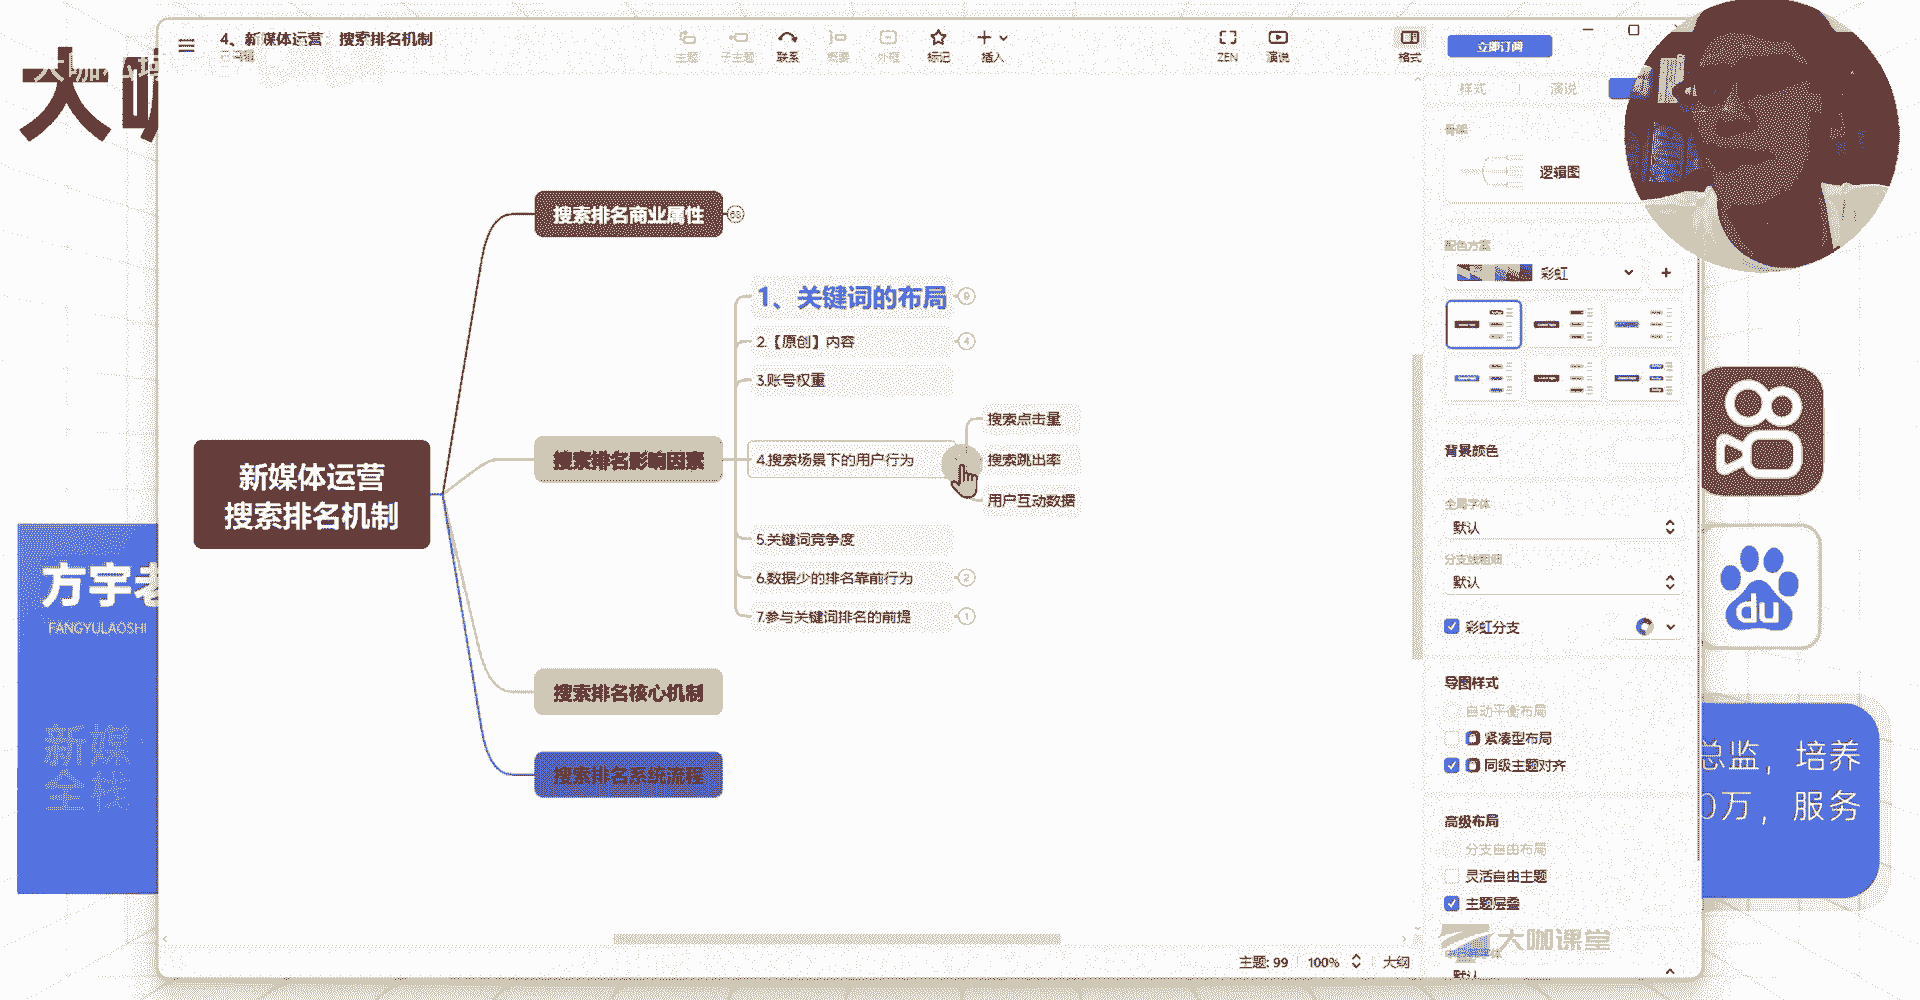 4、新媒体运营 搜索排名机制
已编辑
主题
子主题
联系
概要
外框
标记
插入
ZEN
演说
格式
立即订阅
样式
演说
骨架
逻辑图
配色方案
彩虹
背景颜色
全局字体
默认
分支线粗细
默认
彩虹分支
导图样式
自动平衡布局
紧凑型布局
同级主题对齐
高级布局
分支自由布局
灵活自由主题
主题层叠
默认
大咖课堂
主题: 99
100%
大纲
新媒体运营
搜索排名机制
搜索排名商业属性
搜索排名影响因素
1、关键词的布局
9
2.【原创】内容
4
3.账号权重
4.搜索场景下的用户行为
搜索点击量
搜索跳出率
用户互动数据
5.关键词竞争度
6.数据少的排名靠前行为
2
7.参与关键词排名的前提
1
搜索排名核心机制
搜索排名系统流程
大咖
方宇老
FANGYULAOSHI
新媒
全栈
du
总监，培养
0万，服务